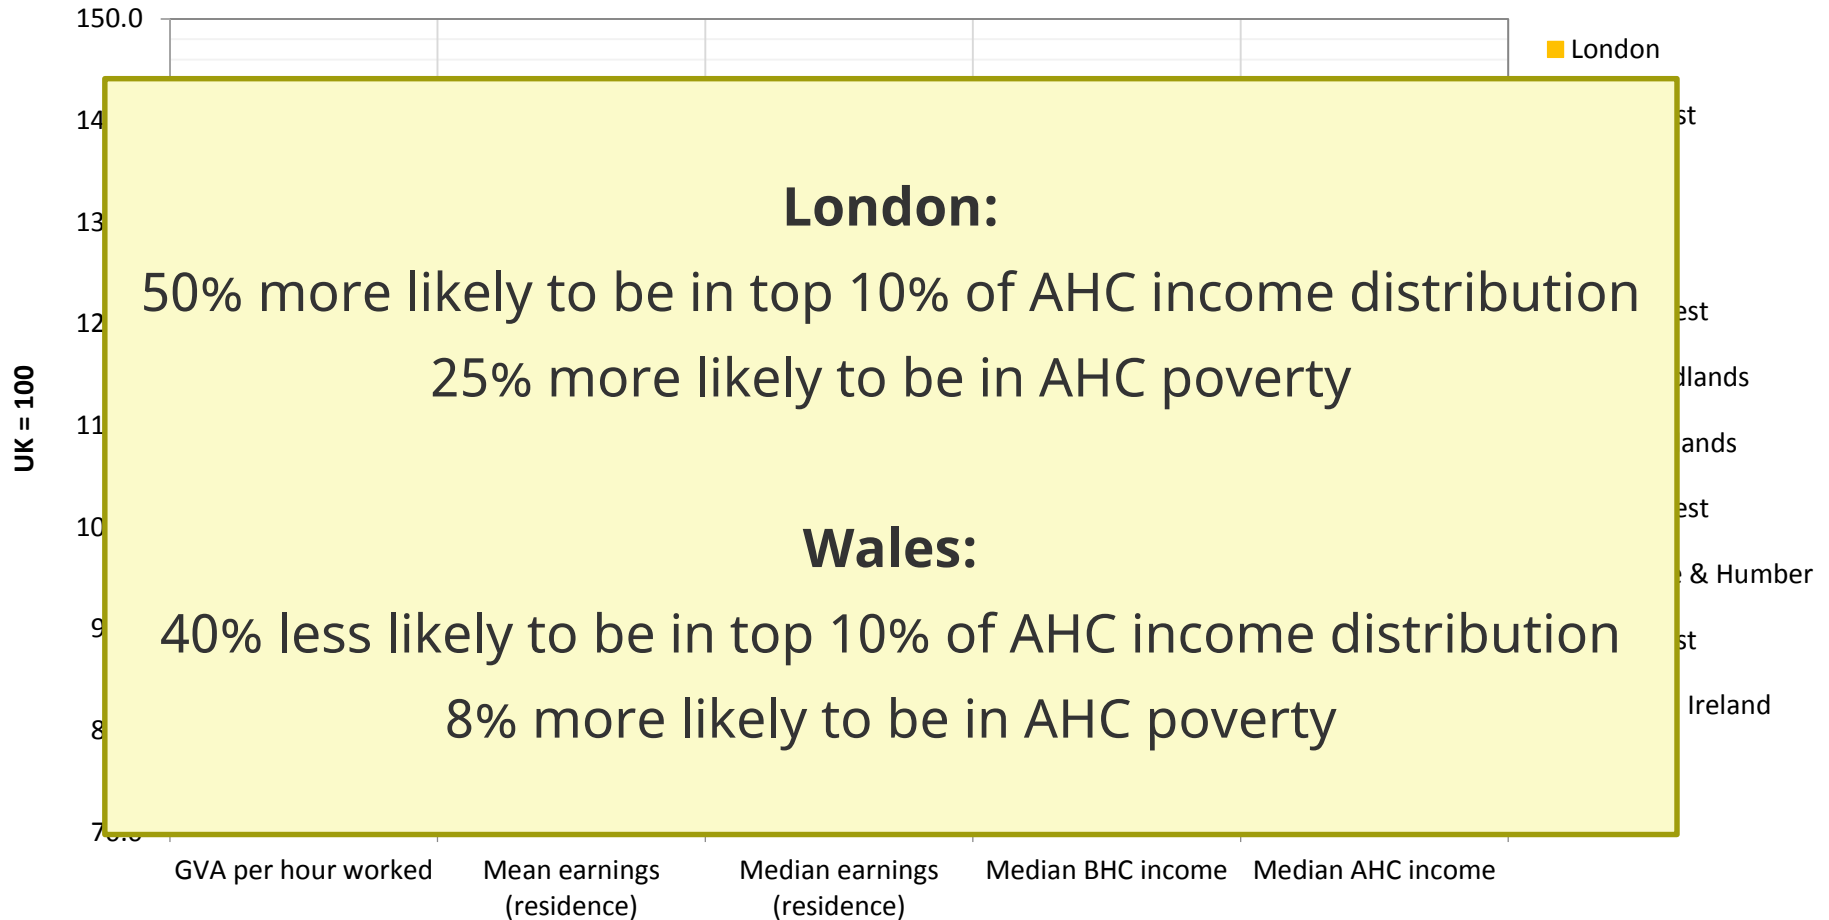 150.0
London
London:
50% more likely to be in top 10% of AHC income distribution
25% more likely to be in AHC poverty
Wales:
40% less likely to be in top 10% of AHC income distribution
8% more likely to be in AHC poverty
UK = 100
& Humber
Ireland
GVA per hour worked
Mean earnings
(residence)
Median earnings
(residence)
Median BHC income
Median AHC income